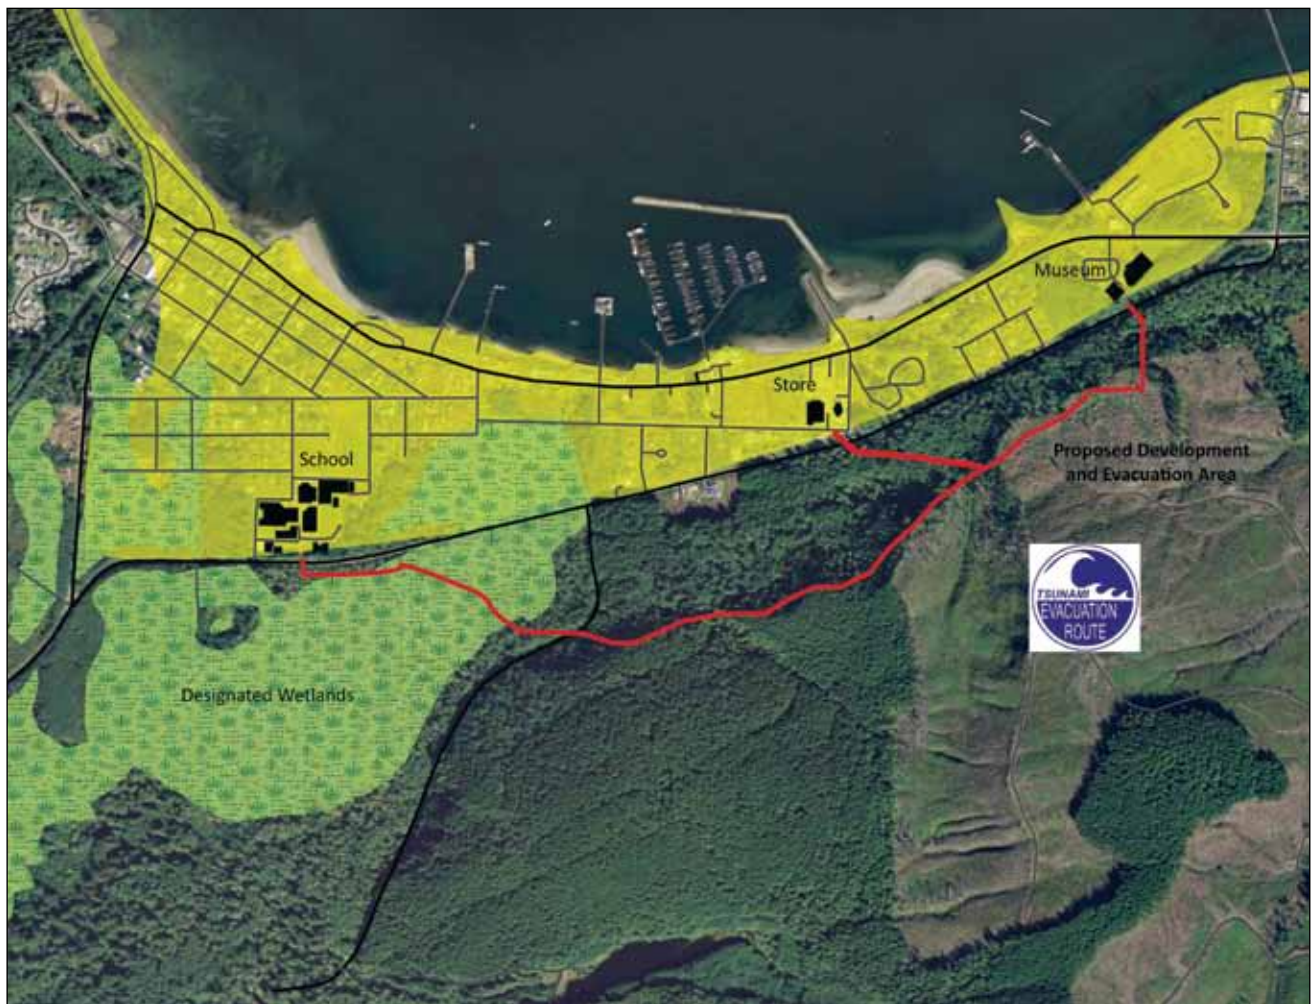 Museum
Store
Proposed Development
and Evacuation Area
School
TSUNAMI
EVACUATION
ROUTE
Designated Wetlands